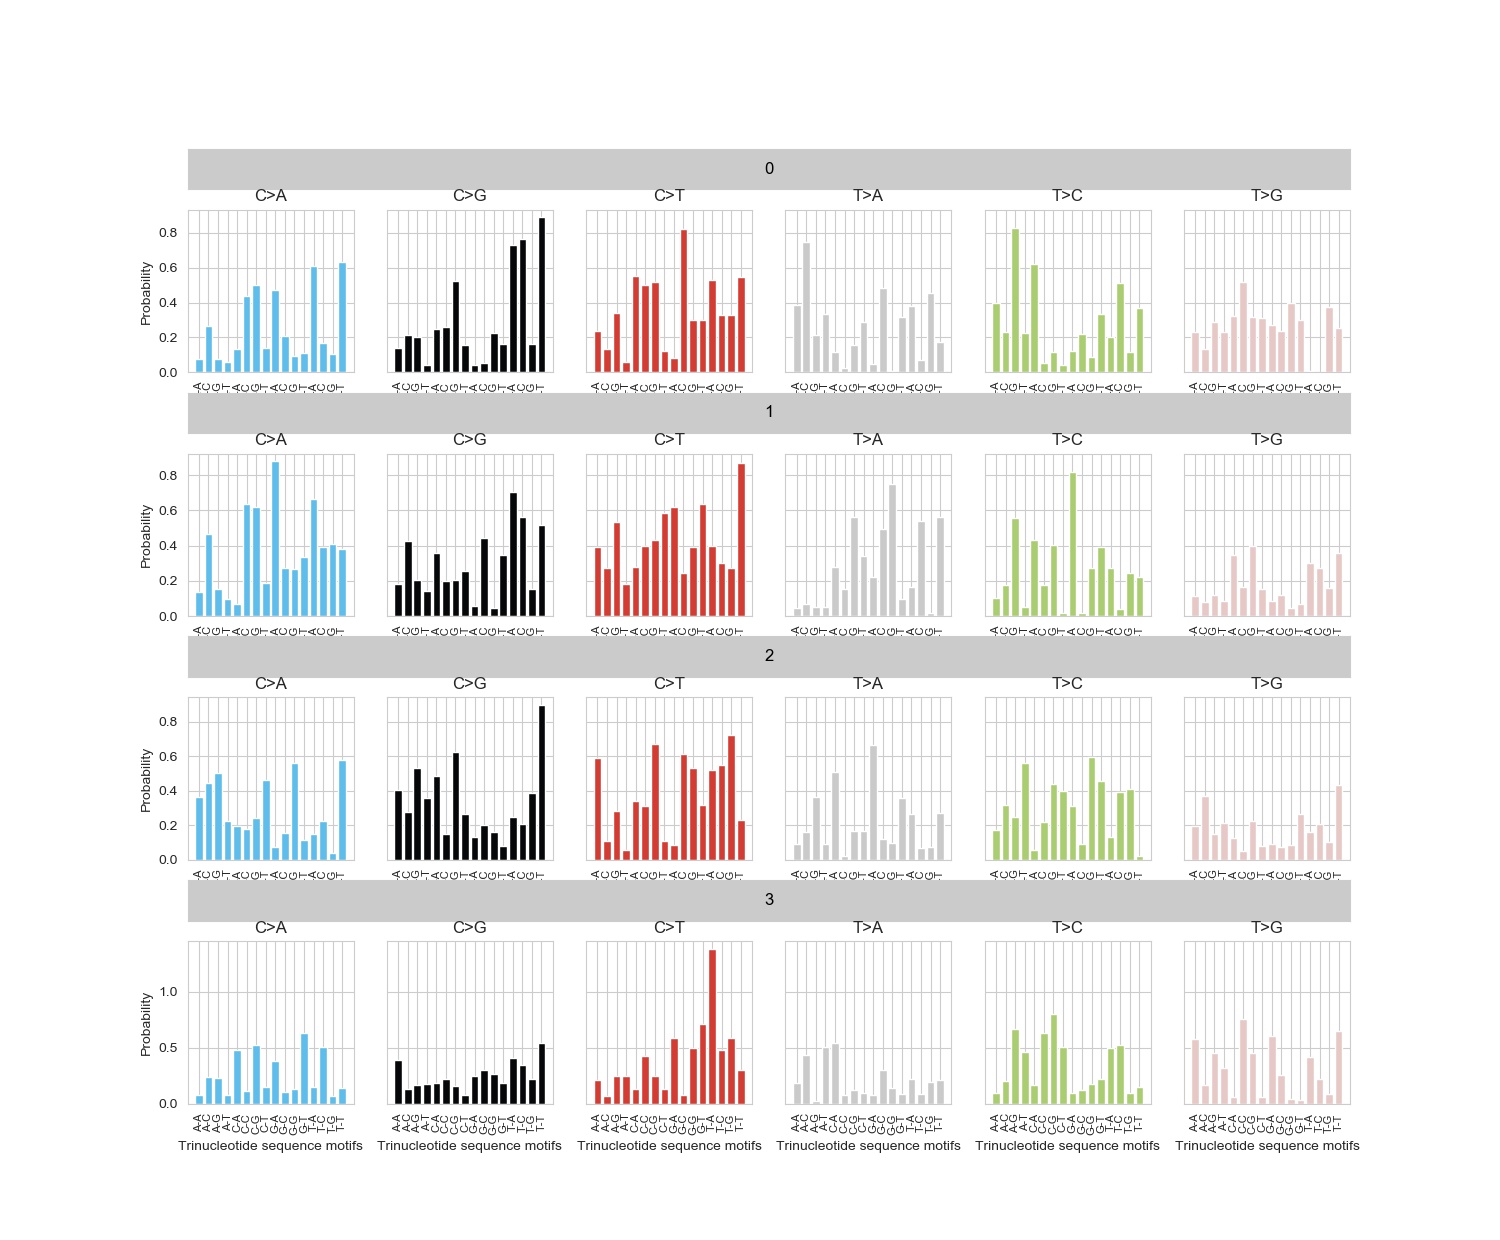 0
C>A C>G C>T T>A T>C T>G
Probability
0.8
0.6
0.4
0.2
0.0
1
C>A C>G C>T T>A T>C T>G
Probability
0.8
0.6
0.4
0.2
0.0
2
C>A C>G C>T T>A T>C T>G
Probability
0.8
0.6
0.4
0.2
0.0
3
C>A C>G C>T T>A T>C T>G
Probability
1.0
0.5
0.0
A-A A-C A-G A-T C-A C-C C-G C-T G-A G-C G-G G-T T-A T-C T-G T-T
A-A A-C A-G A-T C-A C-C C-G C-T G-A G-C G-G G-T T-A T-C T-G T-T
A-A A-C A-G A-T C-A C-C C-G C-T G-A G-C G-G G-T T-A T-C T-G T-T
A-A A-C A-G A-T C-A C-C C-G C-T G-A G-C G-G G-T T-A T-C T-G T-T
A-A A-C A-G A-T C-A C-C C-G C-T G-A G-C G-G G-T T-A T-C T-G T-T
A-A A-C A-G A-T C-A C-C C-G C-T G-A G-C G-G G-T T-A T-C T-G T-T
Trinucleotide sequence motifs Trinucleotide sequence motifs Trinucleotide sequence motifs Trinucleotide sequence motifs Trinucleotide sequence motifs Trinucleotide sequence motifs